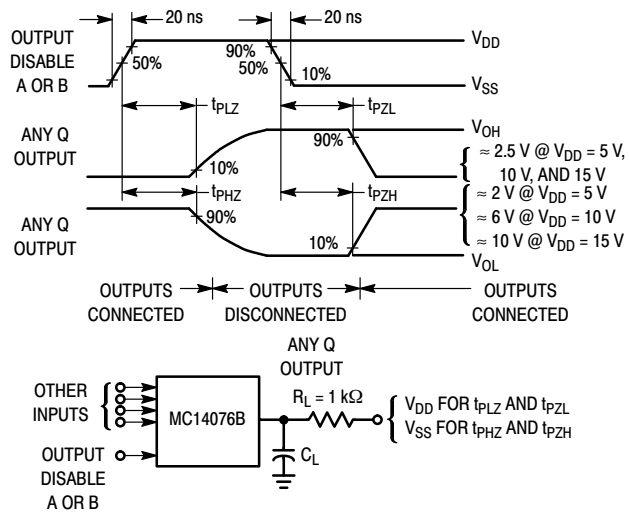 20 ns
20 ns
OUTPUT
DISABLE
A OR B
90%
50%
50%
10%
V_DD
V_SS
t_PLZ
t_PZL
ANY Q
OUTPUT
10%
90%
V_OH
≈ 2.5 V @ V_DD = 5 V,
10 V, AND 15 V
t_PHZ
t_PZH
ANY Q
OUTPUT
90%
10%
≈ 2 V @ V_DD = 5 V
≈ 6 V @ V_DD = 10 V
≈ 10 V @ V_DD = 15 V
V_OL
OUTPUTS
CONNECTED
OUTPUTS
DISCONNECTED
OUTPUTS
CONNECTED
ANY Q
OUTPUT
OTHER
INPUTS
MC14076B
R_L = 1 kΩ
V_DD FOR t_PLZ AND t_PZL
V_SS FOR t_PHZ AND t_PZH
C_L
OUTPUT
DISABLE
A OR B